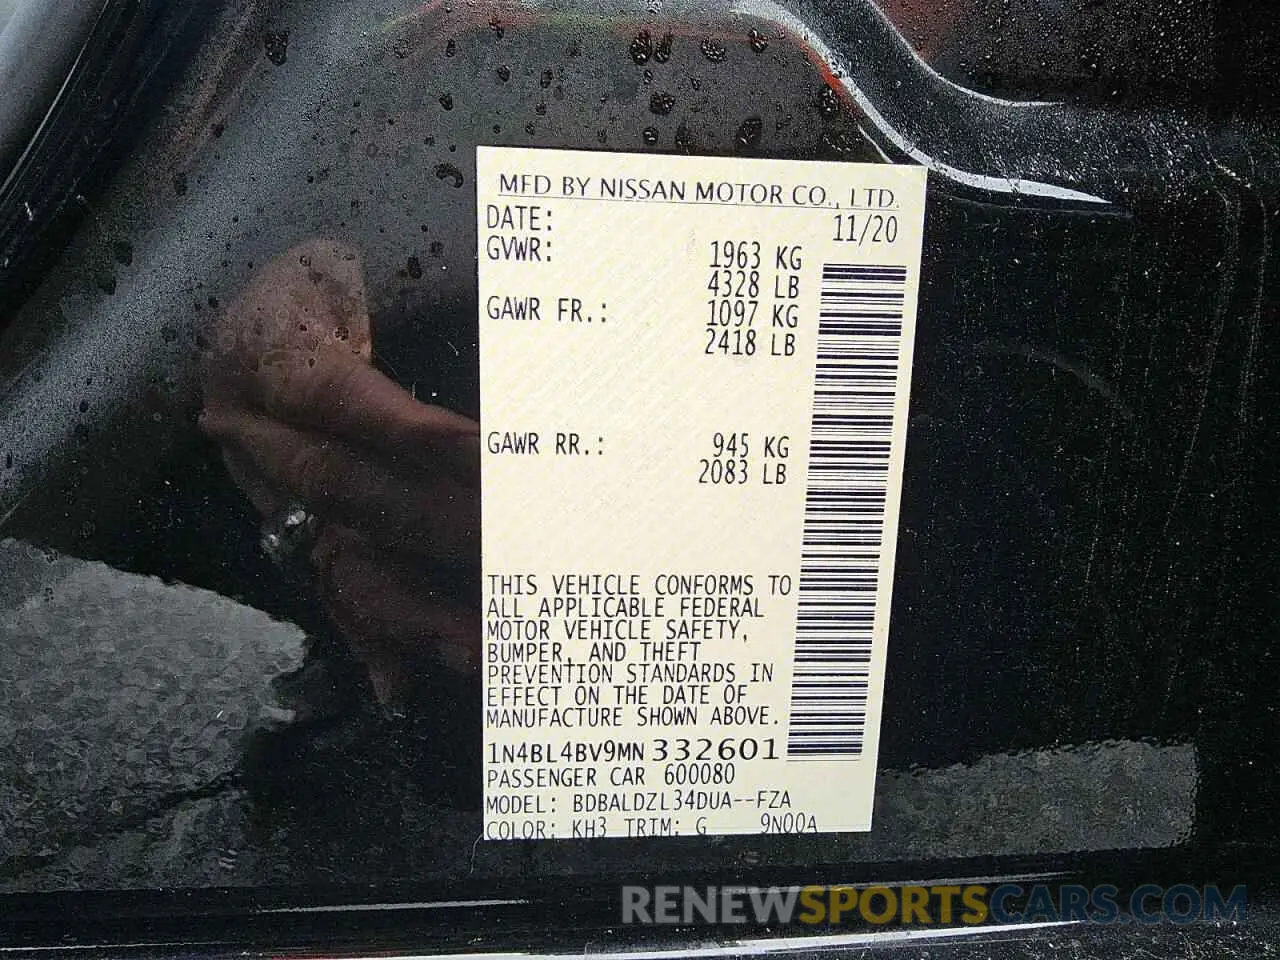 MFD BY NISSAN MOTOR CO., LTD.
DATE: 11/20
GVWR: 1963 KG
4328 LB
GAWR FR.: 1097 KG
2418 LB
GAWR RR.: 945 KG
2083 LB
THIS VEHICLE CONFORMS TO
ALL APPLICABLE FEDERAL
MOTOR VEHICLE SAFETY,
BUMPER, AND THEFT
PREVENTION STANDARDS IN
EFFECT ON THE DATE OF
MANUFACTURE SHOWN ABOVE.
1N4BL4BV9MN332601
PASSENGER CAR 600080
MODEL: BDBALDZL34DUA--FZA
COLOR: KH3 TRIM: G 9N00A
RENEWSPORTSCARS.COM